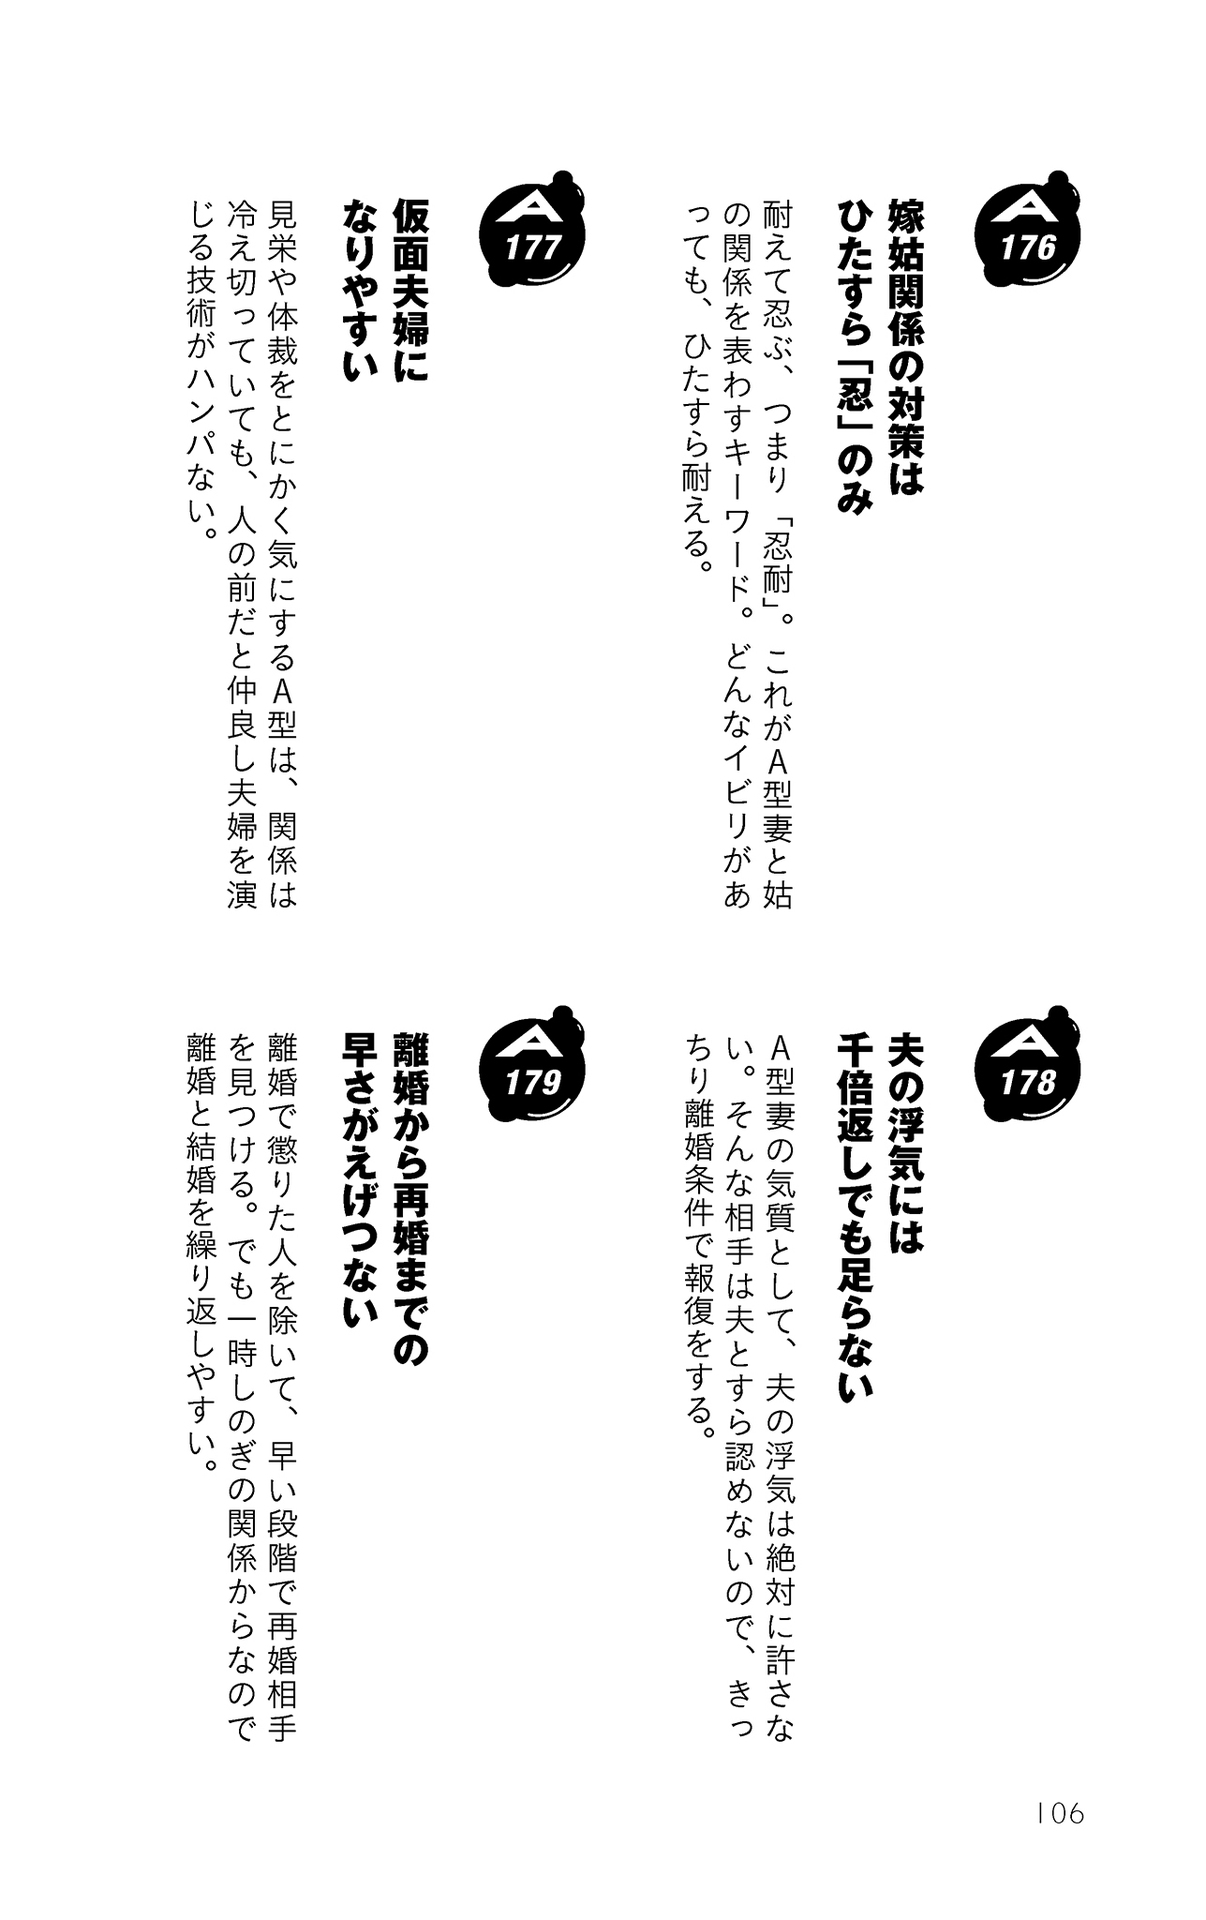 A
176
嫁姑関係の対策は
ひたすら「忍」のみ
耐えて忍ぶ、つまり「忍耐」。これがA型妻と姑
の関係を表わすキーワード。どんなイビリがあ
っても、ひたすら耐える。
A
177
仮面夫婦に
なりやすい
見栄や体裁をとにかく気にするA型は、関係は
冷え切っていても、人の前だと仲良し夫婦を演
じる技術がハンパない。
A
178
夫の浮気には
千倍返しでも足らない
A型妻の気質として、夫の浮気は絶対に許さな
い。そんな相手は夫とすら認めないので、きっ
ちり離婚条件で報復をする。
A
179
離婚から再婚までの
早さがえげつない
離婚で懲りた人を除いて、早い段階で再婚相手
を見つける。でも一時しのぎの関係からなので
離婚と結婚を繰り返しやすい。
106